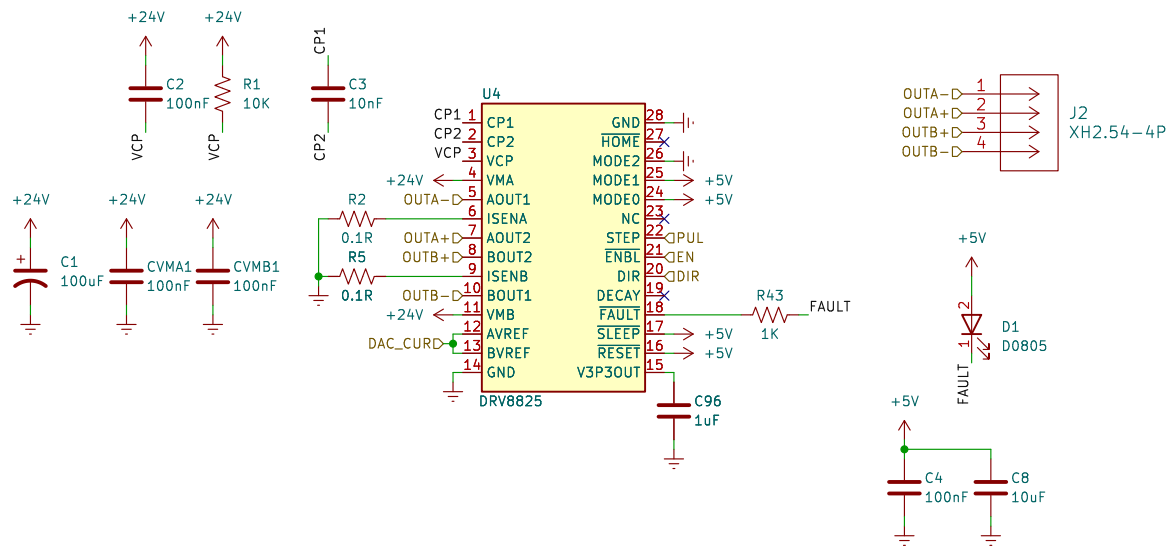 +24V
+24V
CP1
C2
100nF
R1
10K
C3
10nF
VCP
VCP
CP2
U4
CP1 1 CP1
CP2 2 CP2
VCP 3 VCP
+24V 4 VMA
OUTA- 5 AOUT1
6 ISENA
OUTA+ 7 AOUT2
OUTB+ 8 BOUT2
9 ISENB
OUTB- 10 BOUT1
+24V 11 VMB
12 AVREF
DAC_CUR 13 BVREF
14 GND
GND 28
HOME 27
MODE2 26
MODE1 25 +5V
MODE0 24 +5V
NC 23
STEP 22 PUL
ENBL 21 EN
DIR 20 DIR
DECAY 19
FAULT 18
SLEEP 17 +5V
RESET 16 +5V
V3P3OUT 15
DRV8825
R2
0.1R
R5
0.1R
+24V
+24V
+24V
+
C1
100uF
CVMA1
100nF
CVMB1
100nF
R43
1K
FAULT
C96
1uF
OUTA- 1
OUTA+ 2
OUTB+ 3
OUTB- 4
J2
XH2.54-4P
+5V
2
1
D1
D0805
FAULT
+5V
C4
100nF
C8
10uF